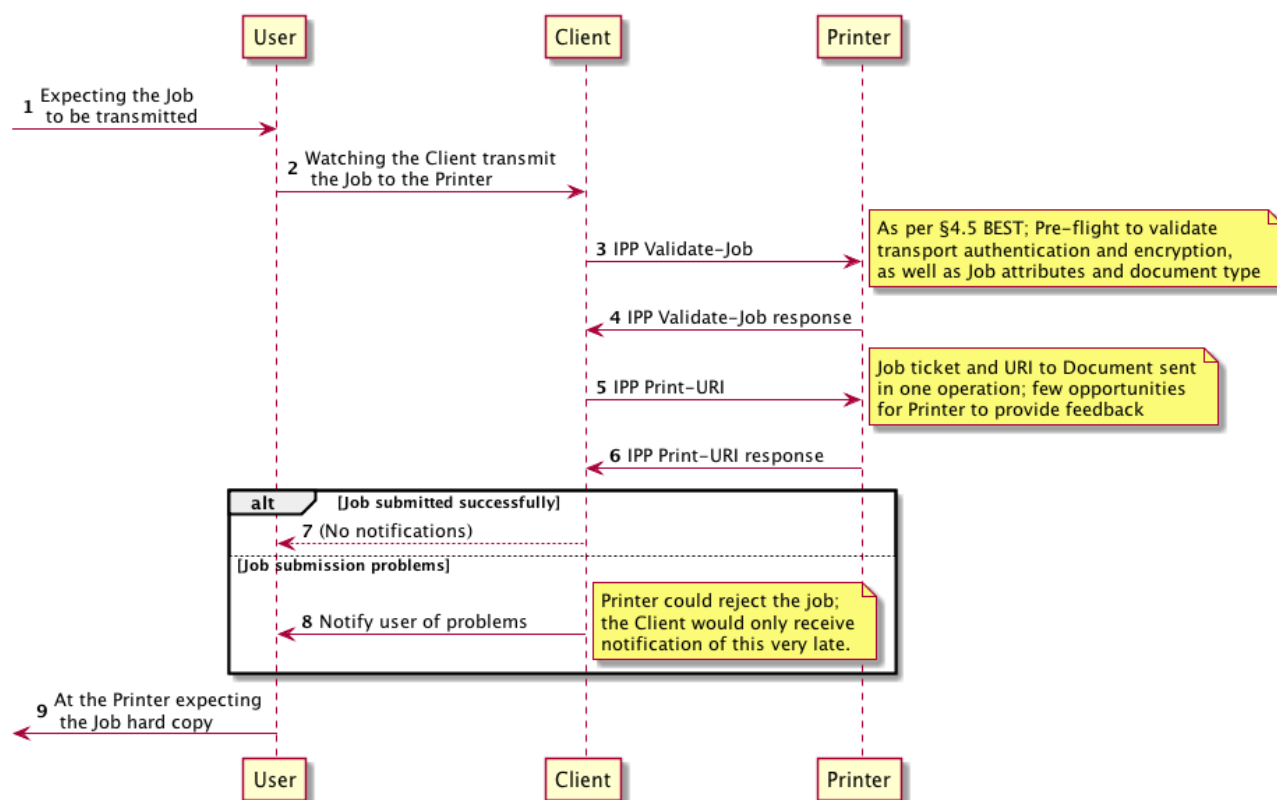 User
Client
Printer
1 Expecting the Job
to be transmitted
2 Watching the Client transmit
the Job to the Printer
3 IPP Validate-Job
As per §4.5 BEST; Pre-flight to validate
transport authentication and encryption,
as well as Job attributes and document type
4 IPP Validate-Job response
5 IPP Print-URI
Job ticket and URI to Document sent
in one operation; few opportunities
for Printer to provide feedback
6 IPP Print-URI response
alt [Job submitted successfully]
7 (No notifications)
[Job submission problems]
8 Notify user of problems
Printer could reject the job;
the Client would only receive
notification of this very late.
9 At the Printer expecting
the Job hard copy
User
Client
Printer